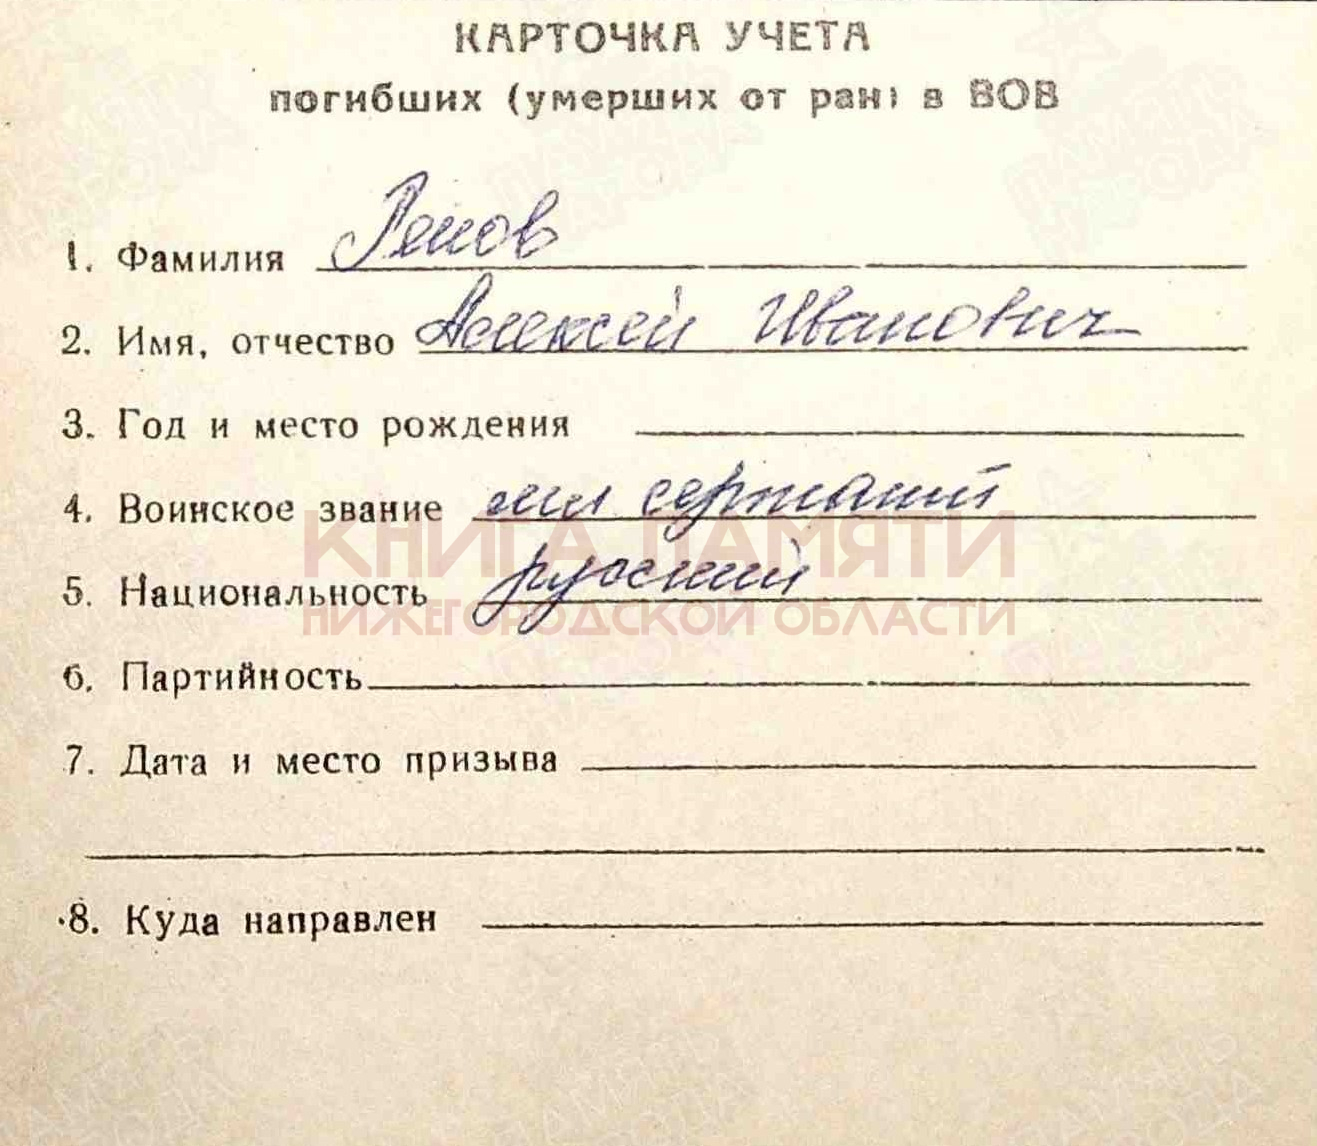 КАРТОЧКА УЧЕТА
погибших (умерших от ран) в ВОВ
1. Фамилия
2. Имя, отчество Алексей Иванович
3. Год и место рождения
4. Воинское звание мл сержант
КНИГА ПАМЯТИ
5. Национальность русский
НИЖЕГОРОДСКОЙ ОБЛАСТИ
6. Партийность
7. Дата и место призыва
8. Куда направлен